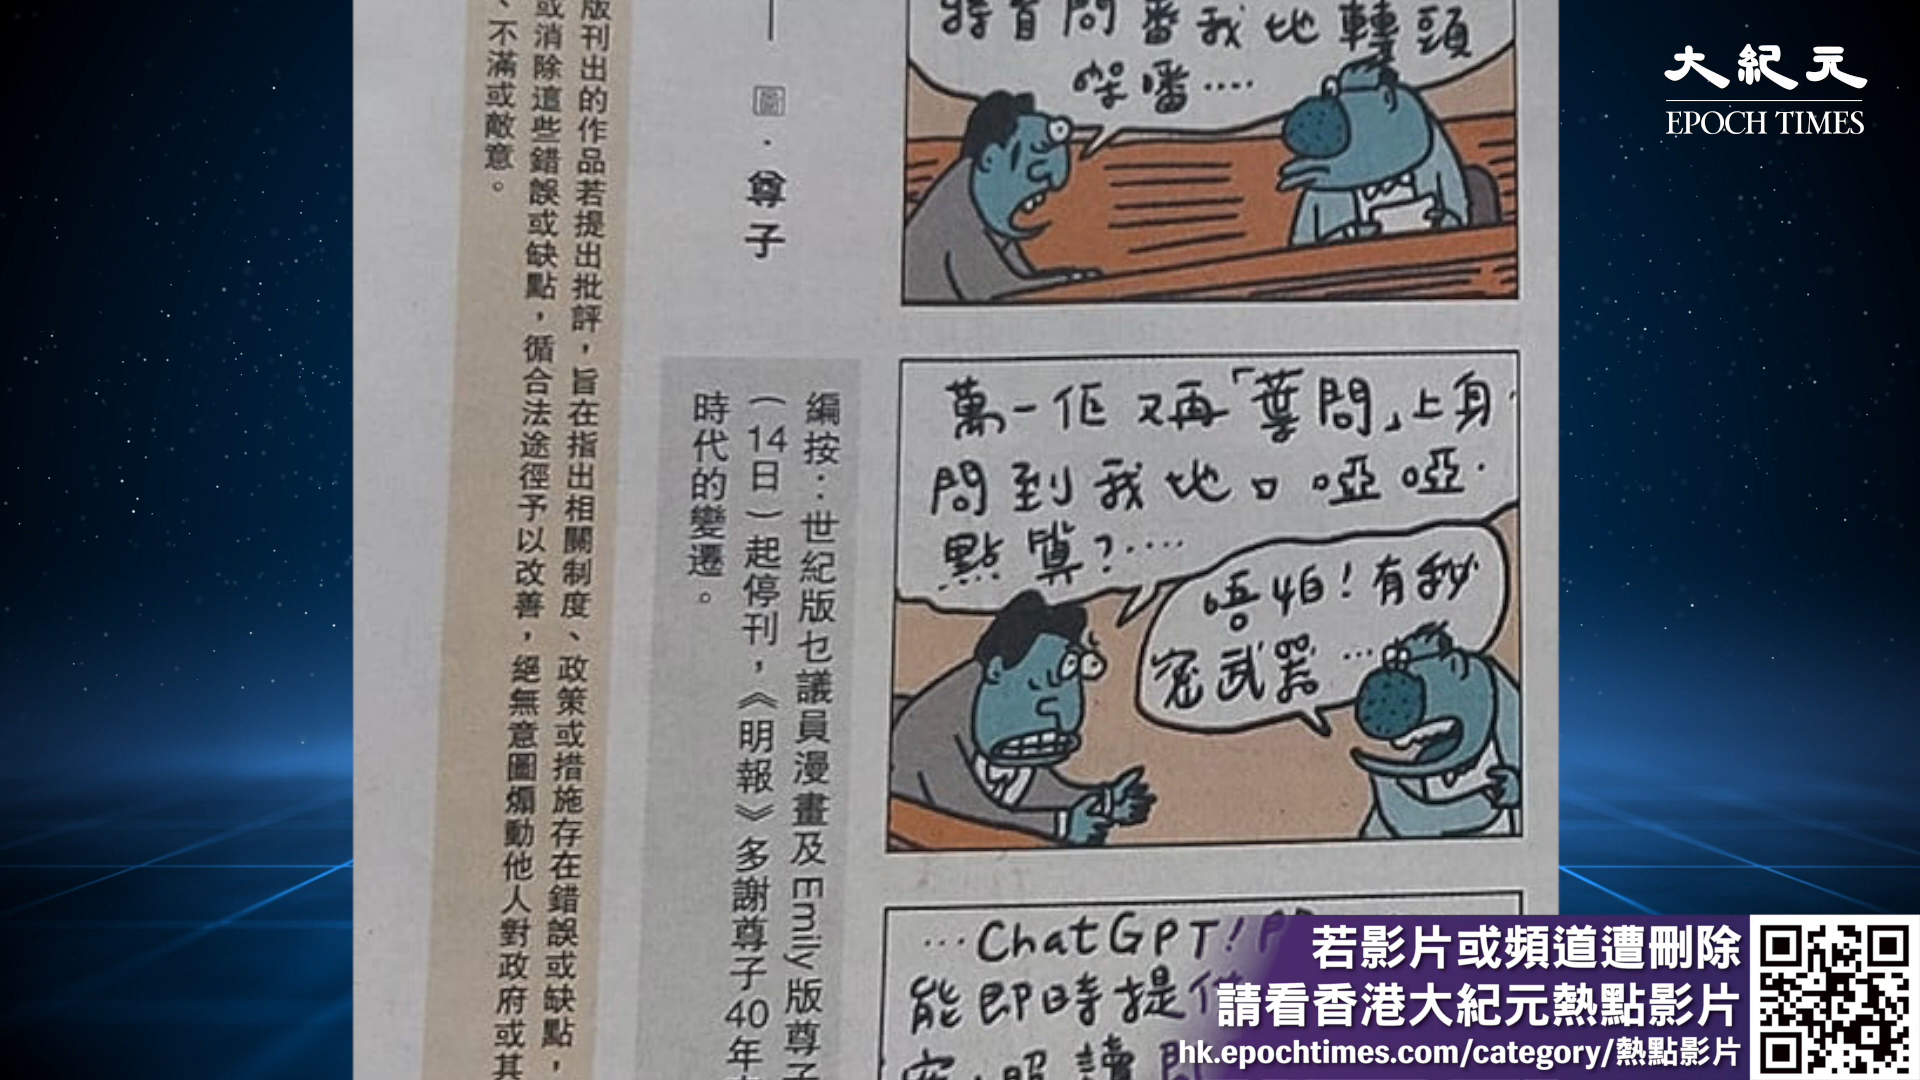 大紀元
EPOCH TIMES
特首問番我地轉頭
㗎噃....
萬一佢又再「葉問」上身
問到我地口啞啞.
點算?....
唔怕!有秘
密武器...
...ChatGPT!
能即時提
圖．尊子
編按：世紀版乜議員漫畫及Emily版尊子
(14日)起停刊，《明報》多謝尊子40年
時代的變遷。
版刊出的作品若提出批評，旨在指出相關制度、政策或措施存在錯誤或缺點，
或消除這些錯誤或缺點，循合法途徑予以改善，絕無意圖煽動他人對政府或其
、不滿或敵意。
若影片或頻道遭刪除
請看香港大紀元熱點影片
hk.epochtimes.com/category/熱點影片